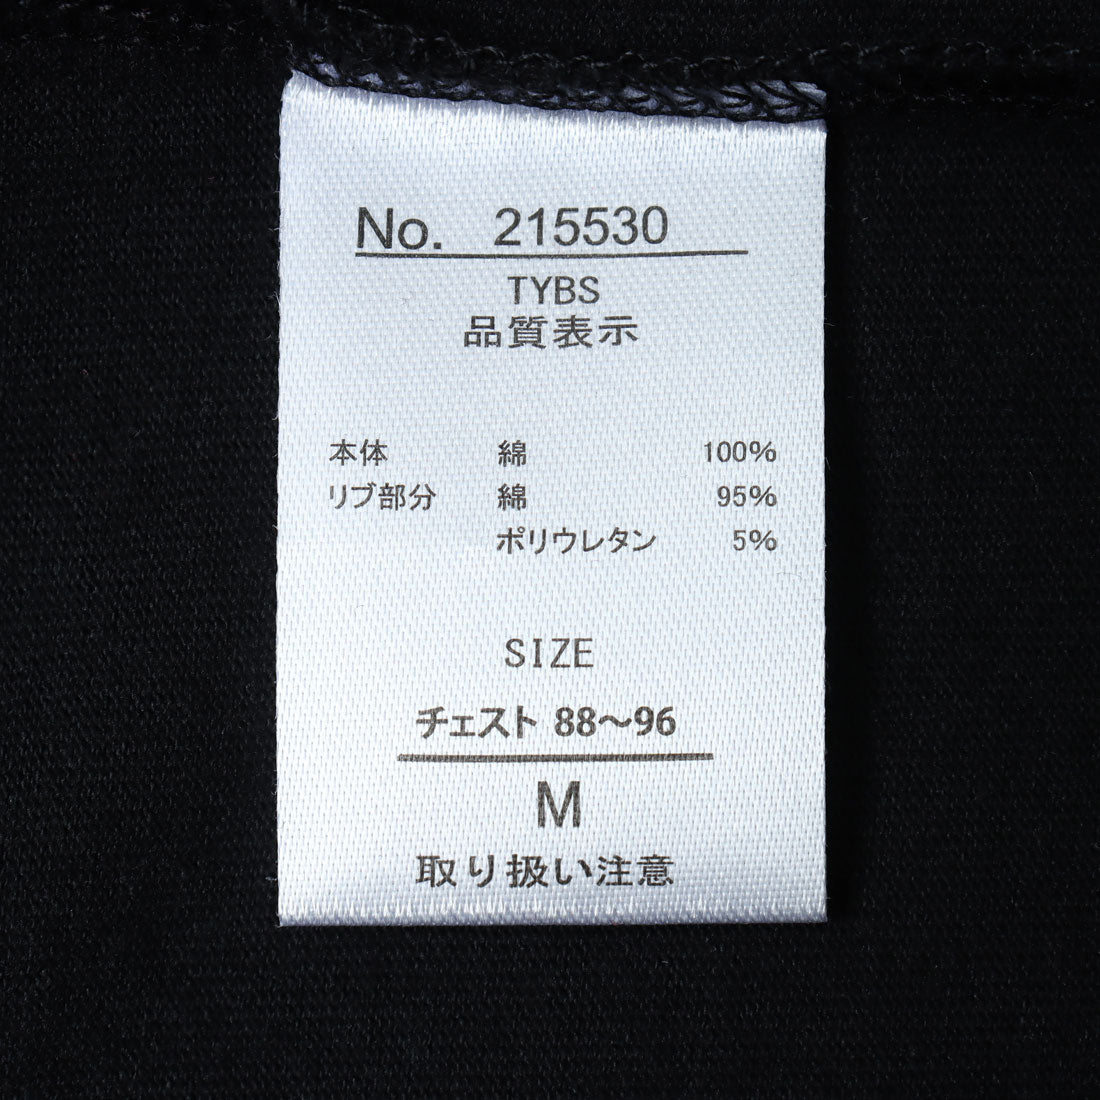 No. 215530
TYBS
品質表示
本体 綿 100%
リブ部分 綿 95%
ポリウレタン 5%
SIZE
チェスト 88～96
M
取り扱い注意